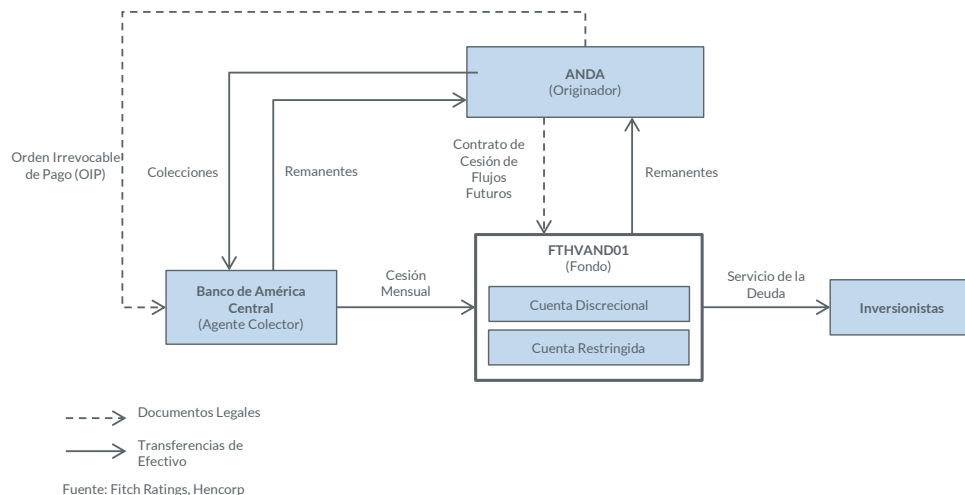 ANDA
(Originador)
Orden Irrevocable
de Pago (OIP)
Colecciones
Remanentes
Contrato de
Cesión de
Flujos
Futuros
Remanentes
FTHVAND01
(Fondo)
Cuenta Discrecional
Cuenta Restringida
Banco de América
Central
(Agente Colector)
Cesión
Mensual
Servicio de la
Deuda
Inversionistas
Documentos Legales
Transferencias de
Efectivo
Fuente: Fitch Ratings, Hencorp